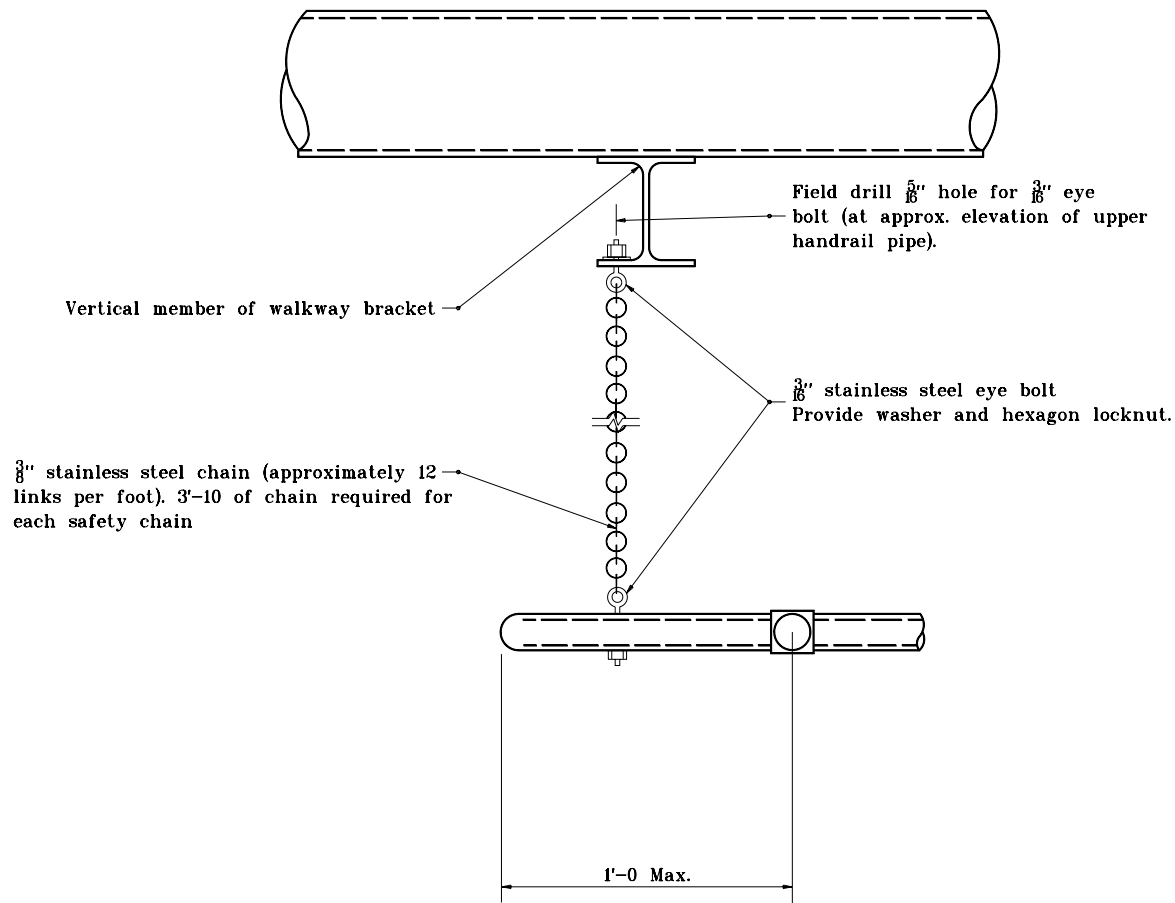 Field drill 5/16" hole for 3/16" eye
bolt (at approx. elevation of upper
handrail pipe).
Vertical member of walkway bracket
3/16" stainless steel eye bolt
Provide washer and hexagon locknut.
3/8" stainless steel chain (approximately 12
links per foot). 3'-10 of chain required for
each safety chain
1'-0 Max.